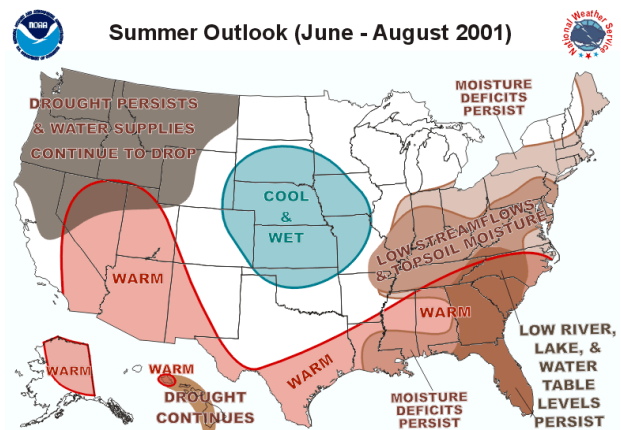 NOAA
Summer Outlook (June - August 2001)
National Weather Service
MOISTURE
DEFICITS
PERSIST
DROUGHT PERSISTS
& WATER SUPPLIES
CONTINUE TO DROP
COOL
&
WET
LOW STREAMFLOWS
& TOPSOIL MOISTURE
WARM
WARM
WARM
WARM
WARM
DROUGHT
CONTINUES
MOISTURE
DEFICITS
PERSIST
LOW RIVER,
LAKE, &
WATER
TABLE
LEVELS
PERSIST